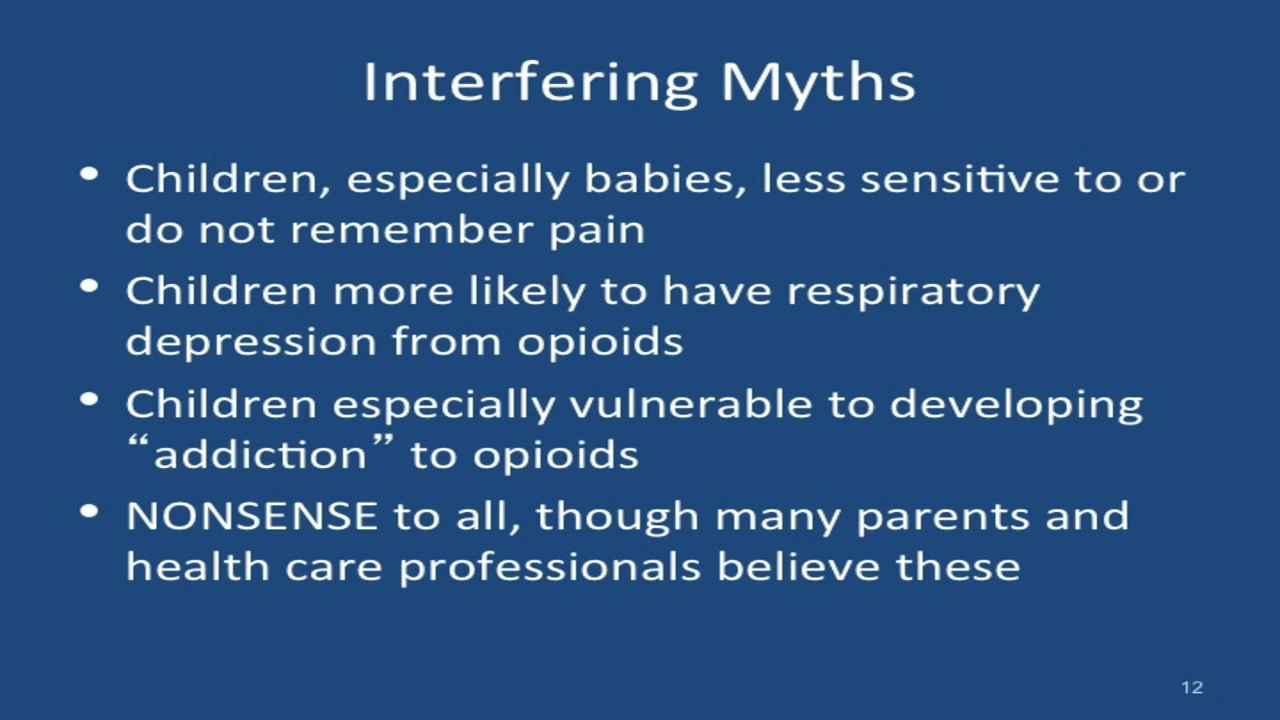 Interfering Myths
• Children, especially babies, less sensitive to or
do not remember pain
• Children more likely to have respiratory
depression from opioids
• Children especially vulnerable to developing
“addiction” to opioids
• NONSENSE to all, though many parents and
health care professionals believe these
12